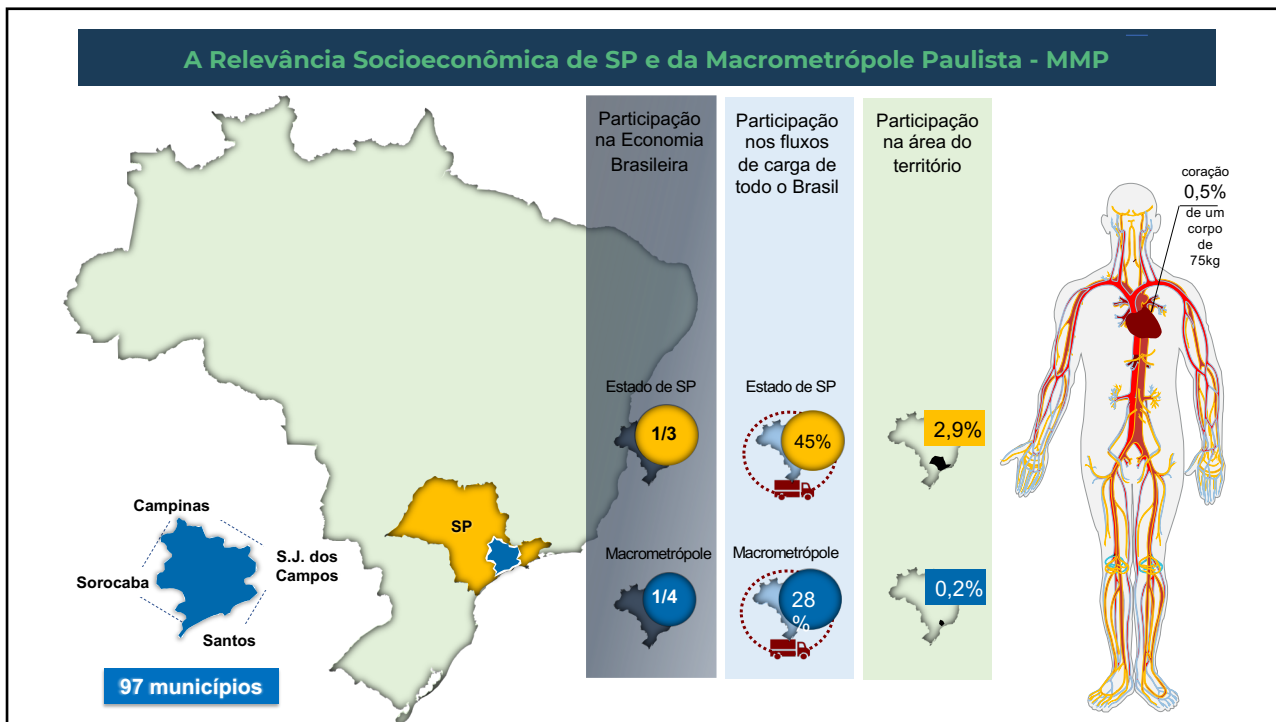 A Relevância Socioeconômica de SP e da Macrometrópole Paulista - MMP
Participação
na Economia
Brasileira
Participação
nos fluxos
de carga de
todo o Brasil
Participação
na área do
território
coração
0,5%
de um
corpo
de
75kg
Estado de SP
1/3
Estado de SP
45%
2,9%
SP
Campinas
S.J. dos
Campos
Sorocaba
Santos
97 municípios
Macrometrópole
1/4
Macrometrópole
28
%
0,2%